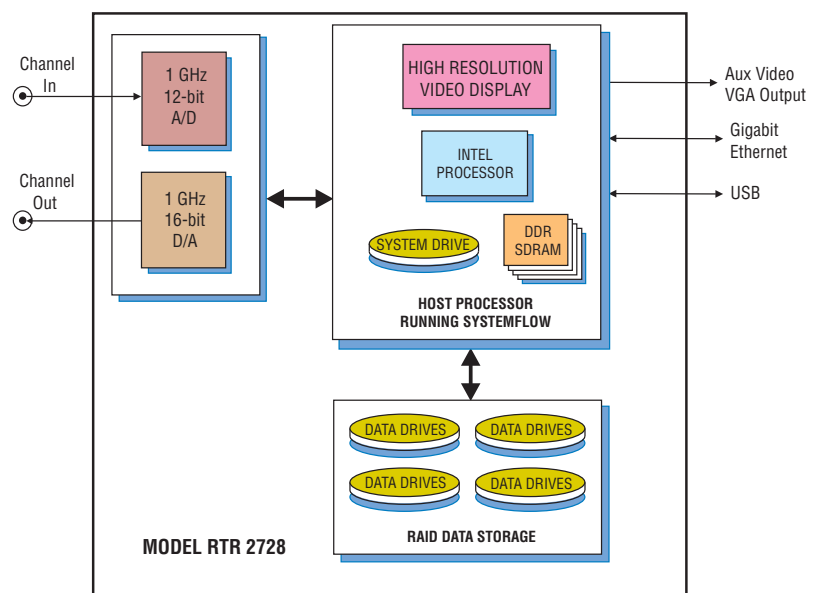 Channel
In
1 GHz
12-bit
A/D
Channel
Out
1 GHz
16-bit
D/A
HIGH RESOLUTION
VIDEO DISPLAY
INTEL
PROCESSOR
SYSTEM DRIVE
DDR
SDRAM
HOST PROCESSOR
RUNNING SYSTEMFLOW
Aux Video
VGA Output
Gigabit
Ethernet
USB
DATA DRIVES
DATA DRIVES
DATA DRIVES
DATA DRIVES
RAID DATA STORAGE
MODEL RTR 2728